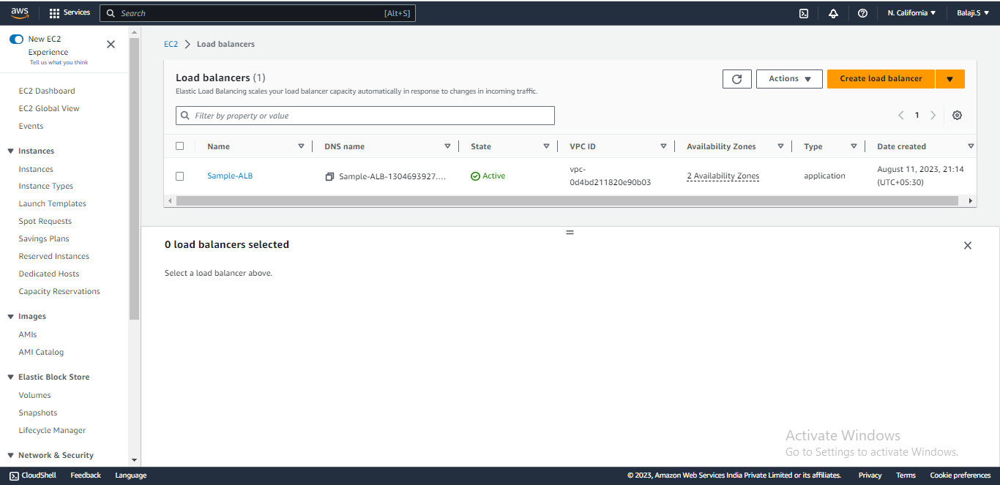 aws
Services
Search
[Alt+S]
N. California
Balaji.S
New EC2
Experience
Tell us what you think
EC2 Dashboard
EC2 Global View
Events
Instances
Instances
Instance Types
Launch Templates
Spot Requests
Savings Plans
Reserved Instances
Dedicated Hosts
Capacity Reservations
Images
AMIs
AMI Catalog
Elastic Block Store
Volumes
Snapshots
Lifecycle Manager
Network & Security
EC2 > Load balancers
Load balancers (1)
Elastic Load Balancing scales your load balancer capacity automatically in response to changes in incoming traffic.
Actions
Create load balancer
Filter by property or value
1
Name DNS name State VPC ID Availability Zones Type Date created
Sample-ALB
Sample-ALB-1304693927....
Active
vpc-
0d4bd211820e90b03
2 Availability Zones
application
August 11, 2023, 21:14
(UTC+05:30)
0 load balancers selected
Select a load balancer above.
Activate Windows
Go to Settings to activate Windows.
CloudShell
Feedback
Language
© 2023, Amazon Web Services India Private Limited or its affiliates.
Privacy
Terms
Cookie preferences